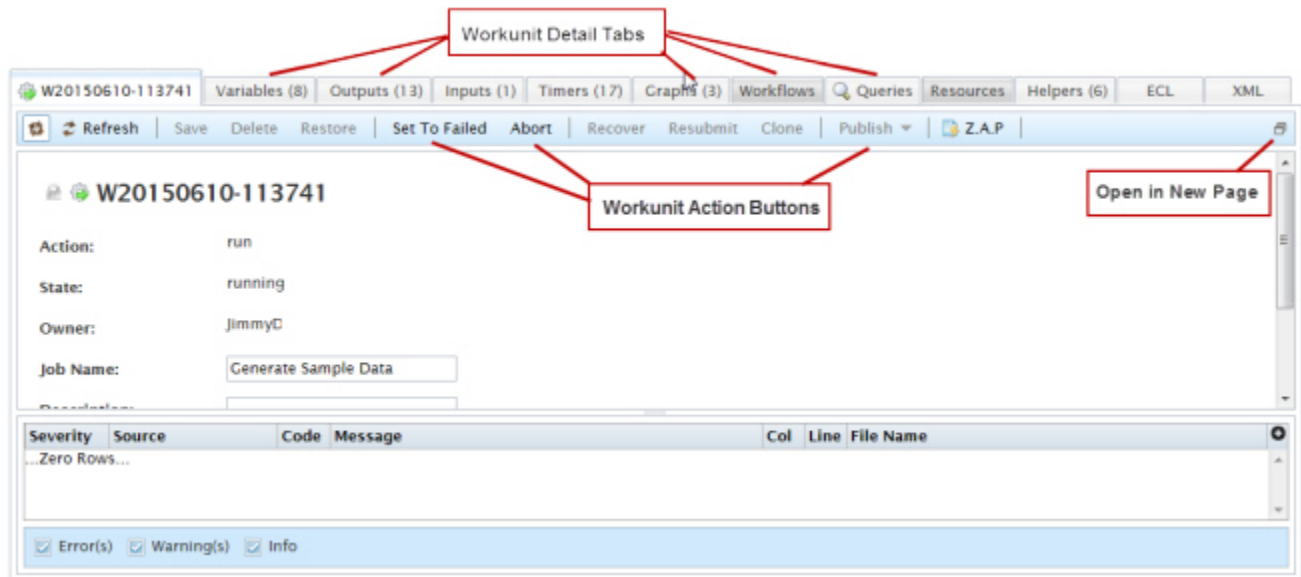 Workunit Detail Tabs
W20150610-113741 Variables (8) Outputs (13) Inputs (1) Timers (17) Graphs (3) Workflows Queries Resources Helpers (6) ECL XML
Refresh Save Delete Restore Set To Failed Abort Recover Resubmit Clone Publish Z.A.P
W20150610-113741
Workunit Action Buttons
Open in New Page
Action: run
State: running
Owner: JimmyD
Job Name: Generate Sample Data
Severity Source Code Message Col Line File Name
...Zero Rows...
Error(s) Warning(s) Info